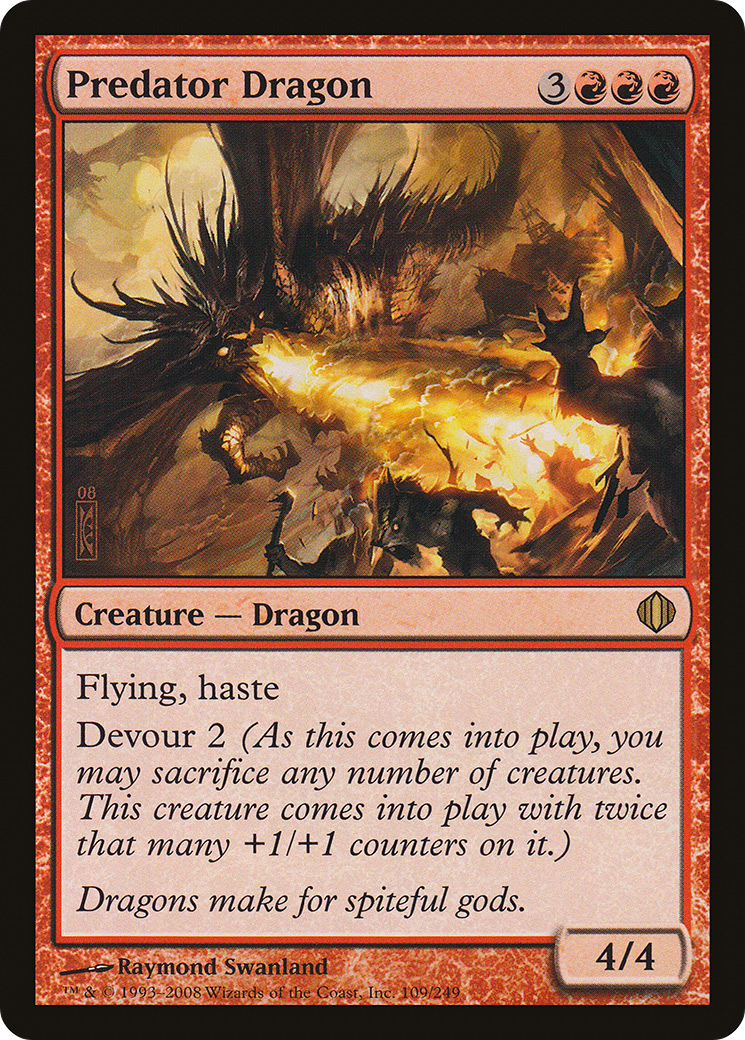 Predator Dragon 3
08
Creature — Dragon
Flying, haste
Devour 2 (As this comes into play, you
may sacrifice any number of creatures.
This creature comes into play with twice
that many +1/+1 counters on it.)
Dragons make for spiteful gods.
4/4
Raymond Swanland
™ & © 1993–2008 Wizards of the Coast, Inc. 109/249